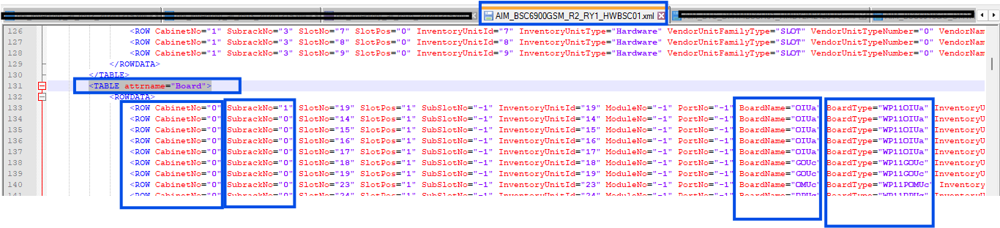 AIM_BSC6900GSM_R2_RY1_HWBSC01.xml
126 <ROW CabinetNo="1" SubrackNo="3" SlotNo="7" SlotPos="0" InventoryUnitId="7" InventoryUnitType="Hardware" VendorUnitFamilyType="SLOT" VendorUnitTypeNumber="0" VendorNam
127 <ROW CabinetNo="1" SubrackNo="3" SlotNo="8" SlotPos="0" InventoryUnitId="8" InventoryUnitType="Hardware" VendorUnitFamilyType="SLOT" VendorUnitTypeNumber="0" VendorNam
128 <ROW CabinetNo="1" SubrackNo="3" SlotNo="9" SlotPos="0" InventoryUnitId="9" InventoryUnitType="Hardware" VendorUnitFamilyType="SLOT" VendorUnitTypeNumber="0" VendorNam
129 </ROWDATA>
130 </TABLE>
131 <TABLE attrname="Board">
132 <ROWDATA>
133 <ROW CabinetNo="0" SubrackNo="1" SlotNo="19" SlotPos="1" SubSlotNo="-1" InventoryUnitId="19" ModuleNo="-1" PortNo="-1" BoardName="OIUa" BoardType="WP11OIUa" InventoryU
134 <ROW CabinetNo="0" SubrackNo="0" SlotNo="14" SlotPos="1" SubSlotNo="-1" InventoryUnitId="14" ModuleNo="-1" PortNo="-1" BoardName="OIUa" BoardType="WP11OIUa" InventoryU
135 <ROW CabinetNo="0" SubrackNo="0" SlotNo="15" SlotPos="1" SubSlotNo="-1" InventoryUnitId="15" ModuleNo="-1" PortNo="-1" BoardName="OIUa" BoardType="WP11OIUa" InventoryU
136 <ROW CabinetNo="0" SubrackNo="0" SlotNo="16" SlotPos="1" SubSlotNo="-1" InventoryUnitId="16" ModuleNo="-1" PortNo="-1" BoardName="OIUa" BoardType="WP11OIUa" InventoryU
137 <ROW CabinetNo="0" SubrackNo="0" SlotNo="17" SlotPos="1" SubSlotNo="-1" InventoryUnitId="17" ModuleNo="-1" PortNo="-1" BoardName="OIUa" BoardType="WP11OIUa" InventoryU
138 <ROW CabinetNo="0" SubrackNo="0" SlotNo="18" SlotPos="1" SubSlotNo="-1" InventoryUnitId="18" ModuleNo="-1" PortNo="-1" BoardName="GOUc" BoardType="WP11GOUc" InventoryU
139 <ROW CabinetNo="0" SubrackNo="0" SlotNo="19" SlotPos="1" SubSlotNo="-1" InventoryUnitId="19" ModuleNo="-1" PortNo="-1" BoardName="GOUc" BoardType="WP11GOUc" InventoryU
140 <ROW CabinetNo="0" SubrackNo="0" SlotNo="23" SlotPos="1" SubSlotNo="-1" InventoryUnitId="23" ModuleNo="-1" PortNo="-1" BoardName="OMUc" BoardType="WP11POMUc" Inventory
141 <ROW CabinetNo="0" SubrackNo="0" SlotNo="24" SlotPos="1" SubSlotNo="-1" InventoryUnitId="24" ModuleNo="-1" PortNo="-1"